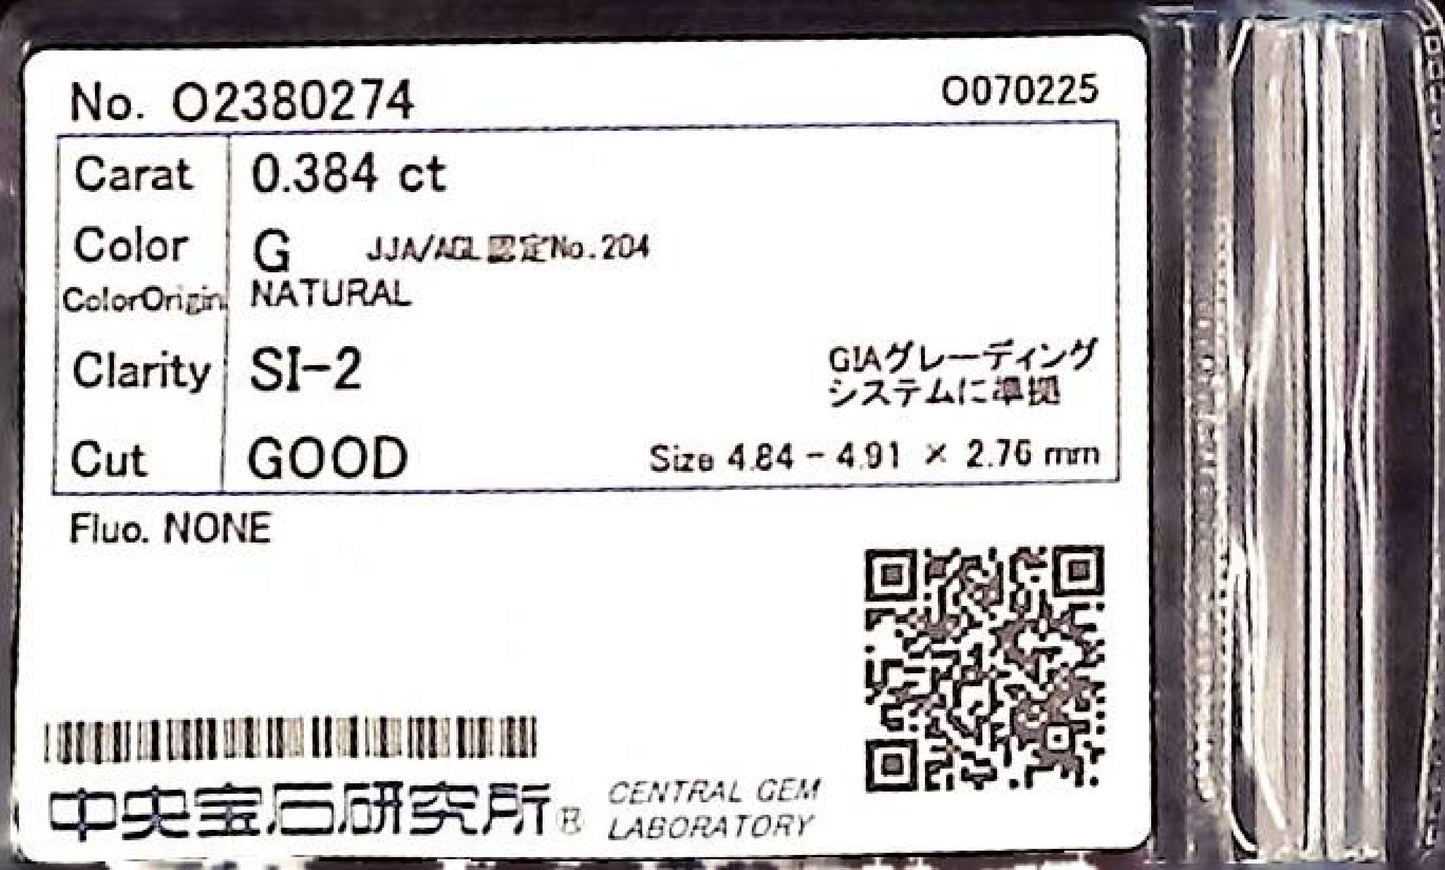 No. O2380274 O070225
Carat 0.384 ct
Color G JJA/AGL認定No.204
ColorOrigin NATURAL
Clarity SI-2 GIAグレーディング
システムに準拠
Cut GOOD Size 4.84 - 4.91 × 2.76 mm
Fluo. NONE
中央宝石研究所® CENTRAL GEM
LABORATORY